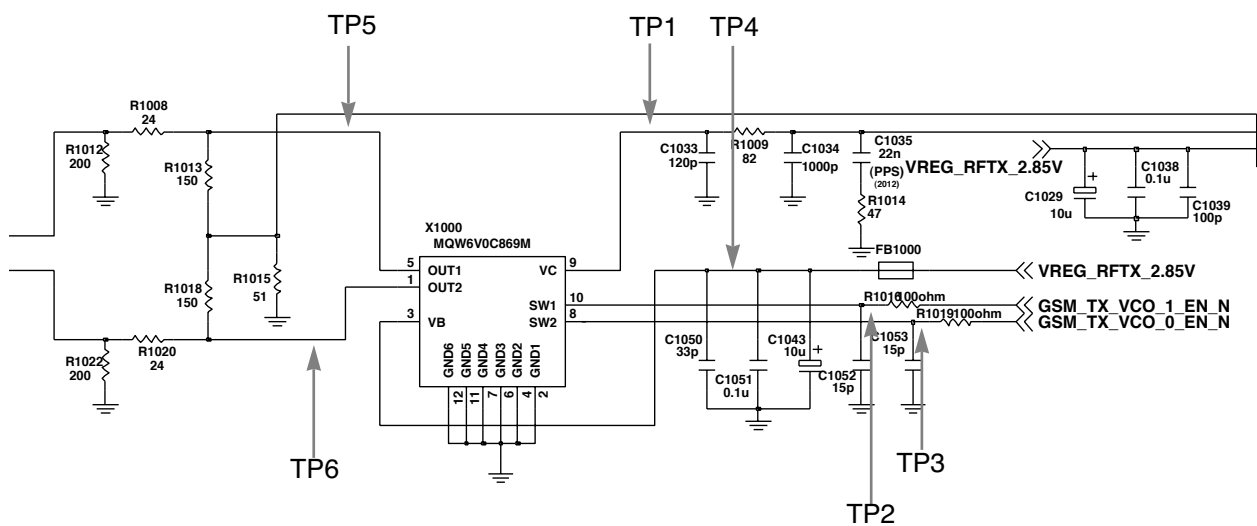 TP5
TP1
TP4
R1008
24
R1012
200
R1013
150
C1033
120p
R1009
82
C1034
1000p
C1035
22n
(PPS)
(2012)
R1014
47
VREG_RFTX_2.85V
C1029
10u
+
C1038
0.1u
C1039
100p
X1000
MQW6V0C869M
5
OUT1
1
OUT2
3
VB
VC
9
SW1
10
SW2
8
GND6
GND5
GND4
GND3
GND2
GND1
12
11
7
6
4
2
R1018
150
R1015
51
R1020
24
R1022
200
FB1000
VREG_RFTX_2.85V
R1016
100ohm
GSM_TX_VCO_1_EN_N
R1019
100ohm
GSM_TX_VCO_0_EN_N
C1050
33p
C1051
0.1u
C1043
10u
+
C1052
15p
C1053
15p
TP6
TP3
TP2